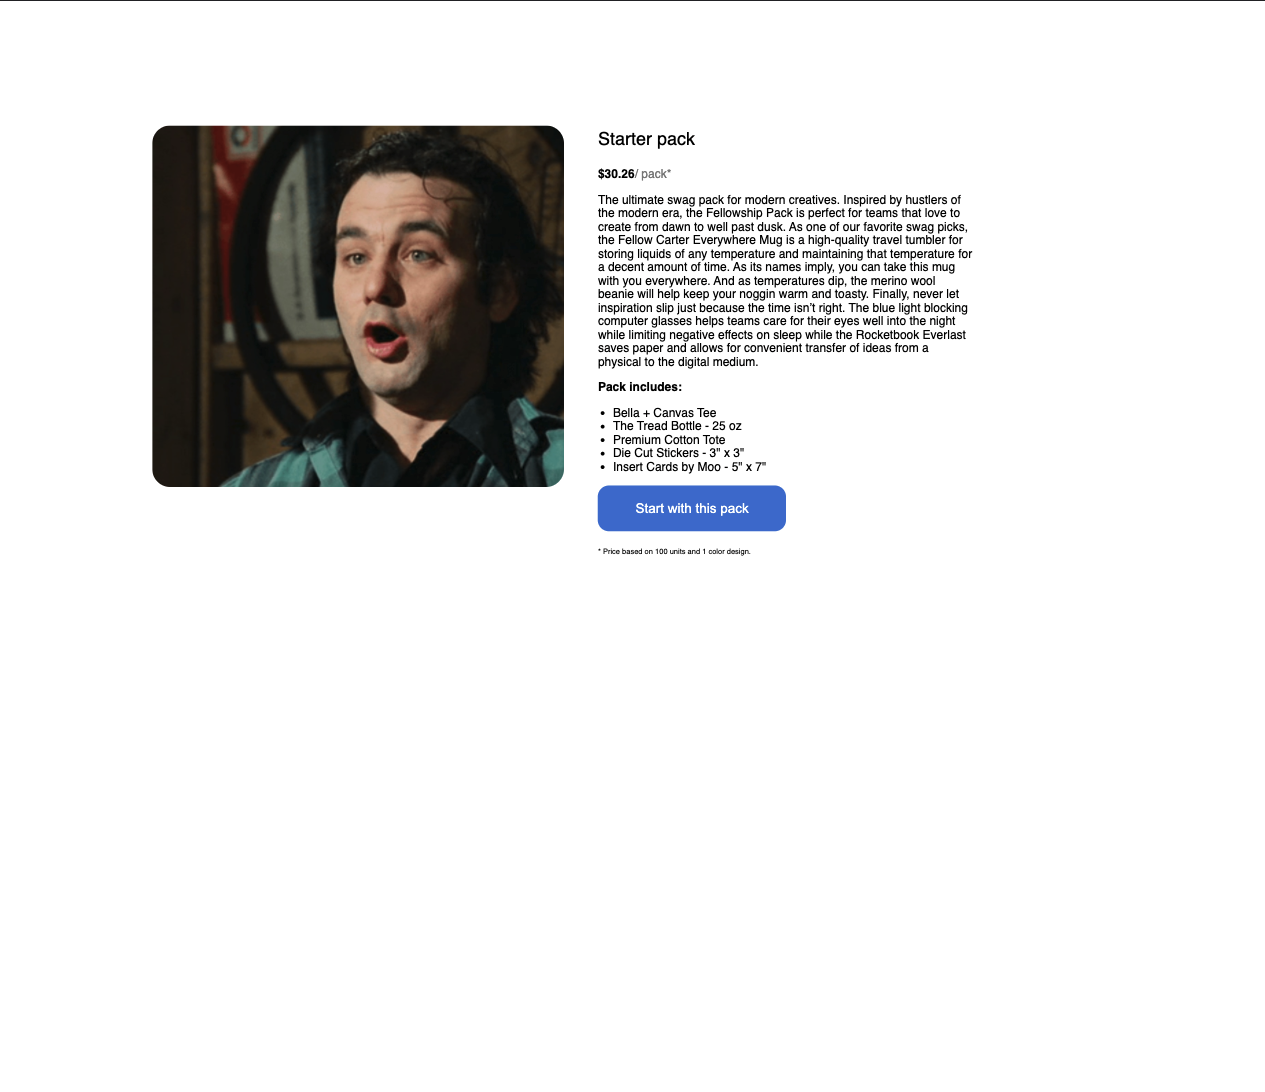 Starter pack
$30.26/ pack*
The ultimate swag pack for modern creatives. Inspired by hustlers of
the modern era, the Fellowship Pack is perfect for teams that love to
create from dawn to well past dusk. As one of our favorite swag picks,
the Fellow Carter Everywhere Mug is a high-quality travel tumbler for
storing liquids of any temperature and maintaining that temperature for
a decent amount of time. As its names imply, you can take this mug
with you everywhere. And as temperatures dip, the merino wool
beanie will help keep your noggin warm and toasty. Finally, never let
inspiration slip just because the time isn’t right. The blue light blocking
computer glasses helps teams care for their eyes well into the night
while limiting negative effects on sleep while the Rocketbook Everlast
saves paper and allows for convenient transfer of ideas from a
physical to the digital medium.
Pack includes:
• Bella + Canvas Tee
• The Tread Bottle - 25 oz
• Premium Cotton Tote
• Die Cut Stickers - 3" x 3"
• Insert Cards by Moo - 5" x 7"
Start with this pack
* Price based on 100 units and 1 color design.